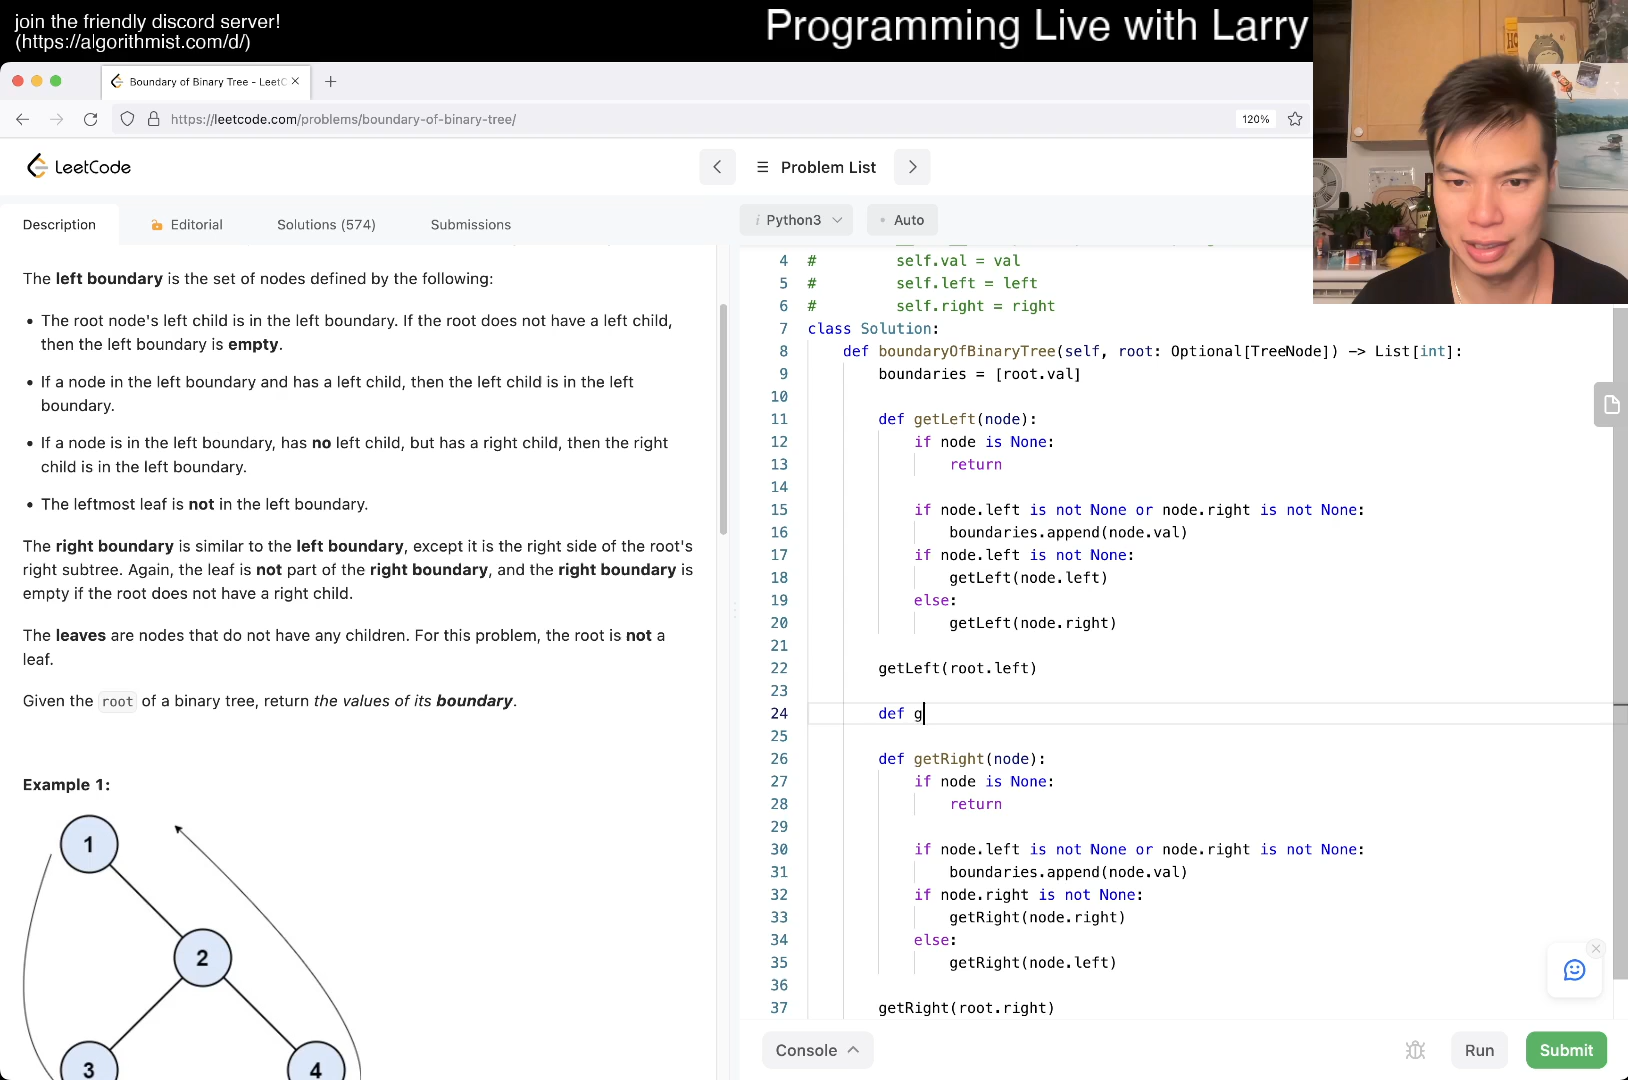 join the friendly discord server!
(https://algorithmist.com/d/)
Programming Live with Larry
Boundary of Binary Tree - LeetC
https://leetcode.com/problems/boundary-of-binary-tree/
120%
LeetCode
Problem List
Description
Editorial
Solutions (574)
Submissions
i Python3
Auto
The left boundary is the set of nodes defined by the following:
• The root node's left child is in the left boundary. If the root does not have a left child,
then the left boundary is empty.
• If a node in the left boundary and has a left child, then the left child is in the left
boundary.
• If a node is in the left boundary, has no left child, but has a right child, then the right
child is in the left boundary.
• The leftmost leaf is not in the left boundary.
The right boundary is similar to the left boundary, except it is the right side of the root's
right subtree. Again, the leaf is not part of the right boundary, and the right boundary is
empty if the root does not have a right child.
The leaves are nodes that do not have any children. For this problem, the root is not a
leaf.
Given the root of a binary tree, return the values of its boundary.
Example 1:
1
2
3
4
4 # self.val = val
5 # self.left = left
6 # self.right = right
7 class Solution:
8 def boundaryOfBinaryTree(self, root: Optional[TreeNode]) -> List[int]:
9 boundaries = [root.val]
10
11 def getLeft(node):
12 if node is None:
13 return
14
15 if node.left is not None or node.right is not None:
16 boundaries.append(node.val)
17 if node.left is not None:
18 getLeft(node.left)
19 else:
20 getLeft(node.right)
21
22 getLeft(root.left)
23
24 def g
25
26 def getRight(node):
27 if node is None:
28 return
29
30 if node.left is not None or node.right is not None:
31 boundaries.append(node.val)
32 if node.right is not None:
33 getRight(node.right)
34 else:
35 getRight(node.left)
36
37 getRight(root.right)
Console
Run
Submit